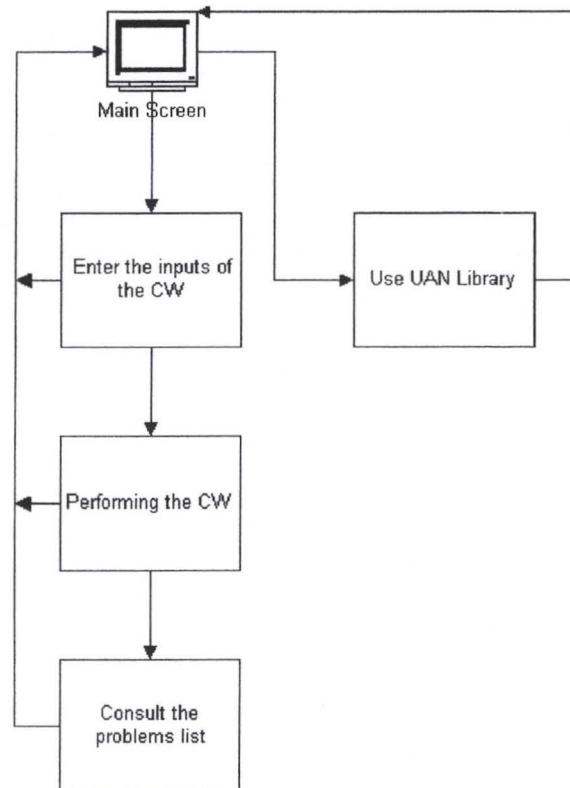 Main Screen
Enter the inputs of
the CW
Use UAN Library
Performing the CW
Consult the
problems list